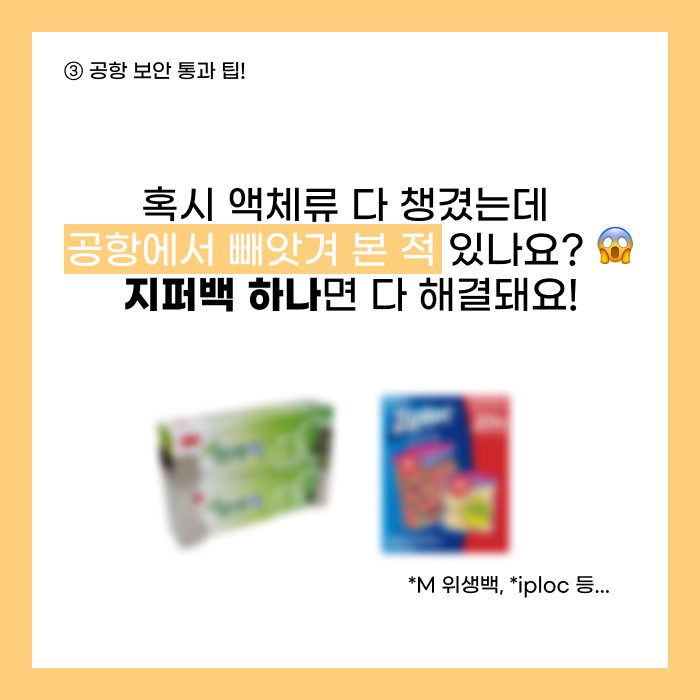 ③ 공항 보안 통과 팁!
혹시 액체류 다 챙겼는데
공항에서 빼앗겨 본 적 있나요? 😱
지퍼백 하나면 다 해결돼요!
Ziploc
*M 위생백, *iploc 등...